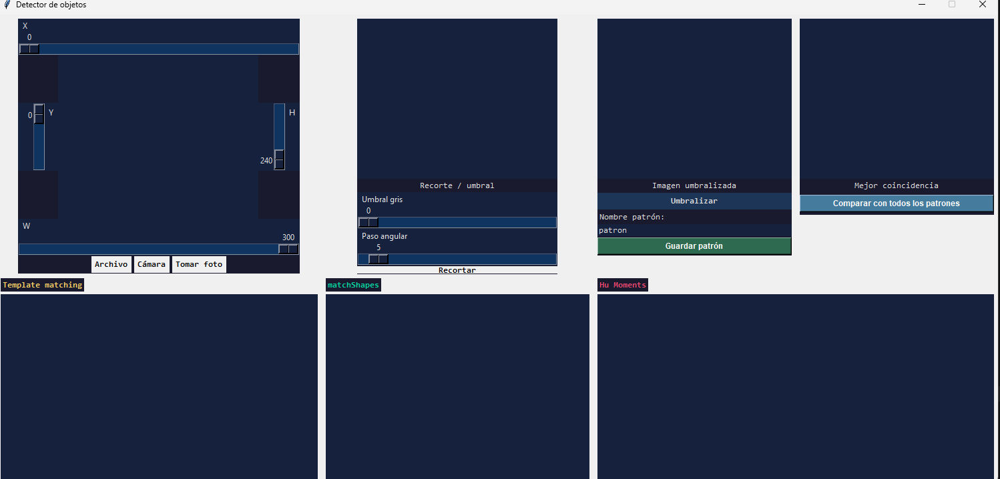 Detector de objetos
X
0
0
Y
H
240
W
300
Archivo
Cámara
Tomar foto
Recorte / umbral
Umbral gris
0
Paso angular
5
Recortar
Imagen umbralizada
Umbralizar
Nombre patrón:
patron
Guardar patrón
Mejor coincidencia
Comparar con todos los patrones
Template matching
matchShapes
Hu Moments